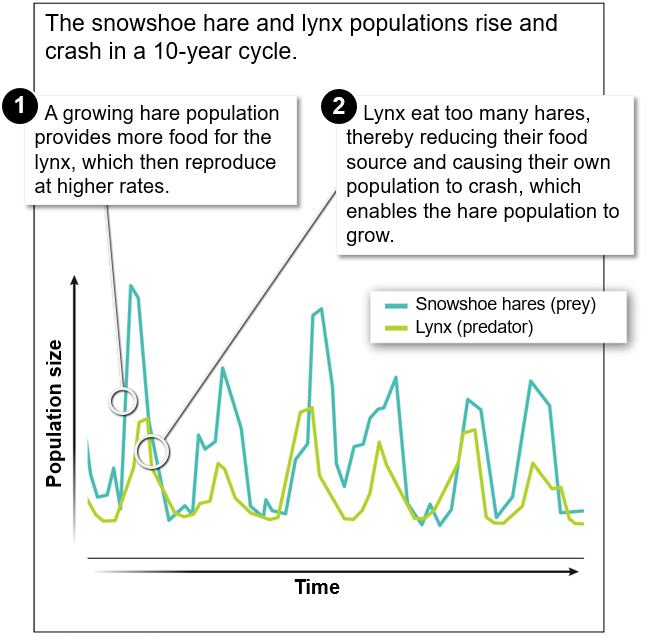 The snowshoe hare and lynx populations rise and
crash in a 10-year cycle.
1
A growing hare population
provides more food for the
lynx, which then reproduce
at higher rates.
2
Lynx eat too many hares,
thereby reducing their food
source and causing their own
population to crash, which
enables the hare population to
grow.
Snowshoe hares (prey)
Lynx (predator)
Population size
Time